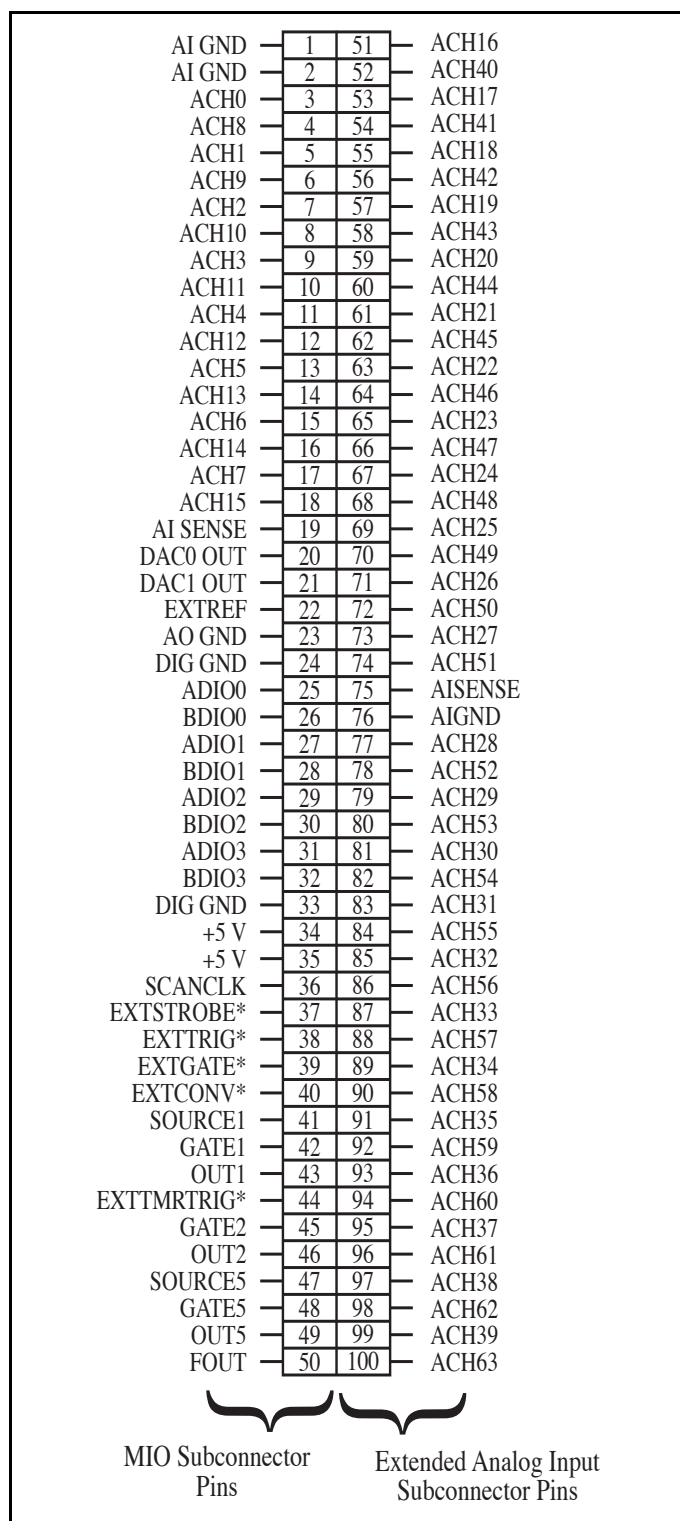 AI GND 1 51 ACH16
AI GND 2 52 ACH40
ACH0 3 53 ACH17
ACH8 4 54 ACH41
ACH1 5 55 ACH18
ACH9 6 56 ACH42
ACH2 7 57 ACH19
ACH10 8 58 ACH43
ACH3 9 59 ACH20
ACH11 10 60 ACH44
ACH4 11 61 ACH21
ACH12 12 62 ACH45
ACH5 13 63 ACH22
ACH13 14 64 ACH46
ACH6 15 65 ACH23
ACH14 16 66 ACH47
ACH7 17 67 ACH24
ACH15 18 68 ACH48
AI SENSE 19 69 ACH25
DAC0 OUT 20 70 ACH49
DAC1 OUT 21 71 ACH26
EXTREF 22 72 ACH50
AO GND 23 73 ACH27
DIG GND 24 74 ACH51
ADIO0 25 75 AISENSE
BDIO0 26 76 AIGND
ADIO1 27 77 ACH28
BDIO1 28 78 ACH52
ADIO2 29 79 ACH29
BDIO2 30 80 ACH53
ADIO3 31 81 ACH30
BDIO3 32 82 ACH54
DIG GND 33 83 ACH31
+5 V 34 84 ACH55
+5 V 35 85 ACH32
SCANCLK 36 86 ACH56
EXTSTROBE* 37 87 ACH33
EXTTRIG* 38 88 ACH57
EXTGATE* 39 89 ACH34
EXTCONV* 40 90 ACH58
SOURCE1 41 91 ACH35
GATE1 42 92 ACH59
OUT1 43 93 ACH36
EXTTMRTRIG* 44 94 ACH60
GATE2 45 95 ACH37
OUT2 46 96 ACH61
SOURCE5 47 97 ACH38
GATE5 48 98 ACH62
OUT5 49 99 ACH39
FOUT 50 100 ACH63
MIO Subconnector
Pins
Extended Analog Input
Subconnector Pins